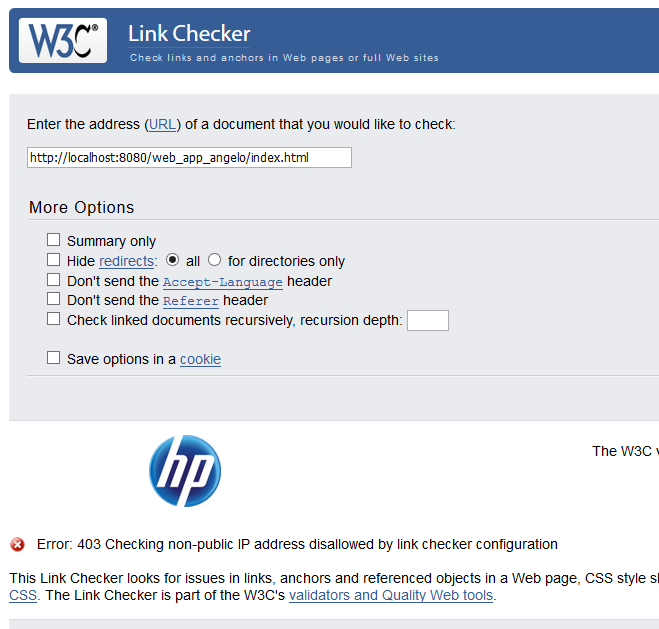 W3C® Link Checker
Check links and anchors in Web pages or full Web sites
Enter the address (URL) of a document that you would like to check:
http://localhost:8080/web_app_angelo/index.html
More Options
Summary only
Hide redirects: all for directories only
Don't send the Accept-Language header
Don't send the Referer header
Check linked documents recursively, recursion depth:
Save options in a cookie
hp
The W3C v
Error: 403 Checking non-public IP address disallowed by link checker configuration
This Link Checker looks for issues in links, anchors and referenced objects in a Web page, CSS style s
CSS. The Link Checker is part of the W3C's validators and Quality Web tools.